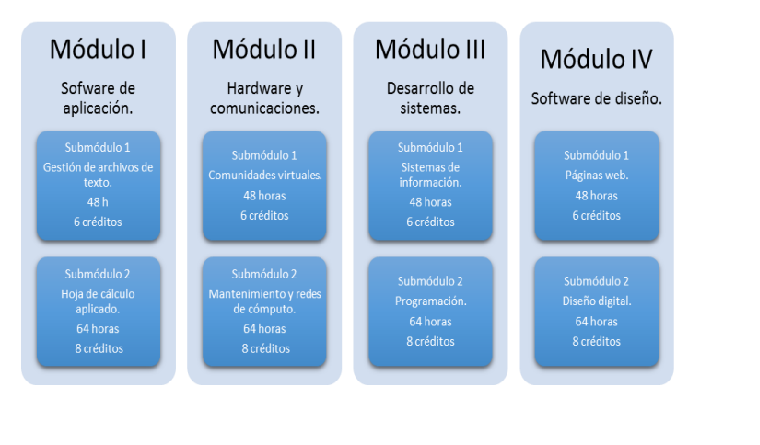 Módulo I
Sofware de
aplicación.
Submódulo 1
Gestión de archivos de
texto.
48 h
6 créditos
Submódulo 2
Hoja de cálculo
aplicado.
64 horas
8 créditos
Módulo II
Hardware y
comunicaciones.
Submódulo 1
Comunidades virtuales.
48 horas
6 créditos
Submódulo 2
Mantenimiento y redes
de cómputo.
64 horas
8 créditos
Módulo III
Desarrollo de
sistemas.
Submódulo 1
Sistemas de
información.
48 horas
6 créditos
Submódulo 2
Programación.
64 horas
8 créditos
Módulo IV
Software de diseño.
Submódulo 1
Páginas web.
48 horas
6 créditos
Submódulo 2
Diseño digital.
64 horas
8 créditos